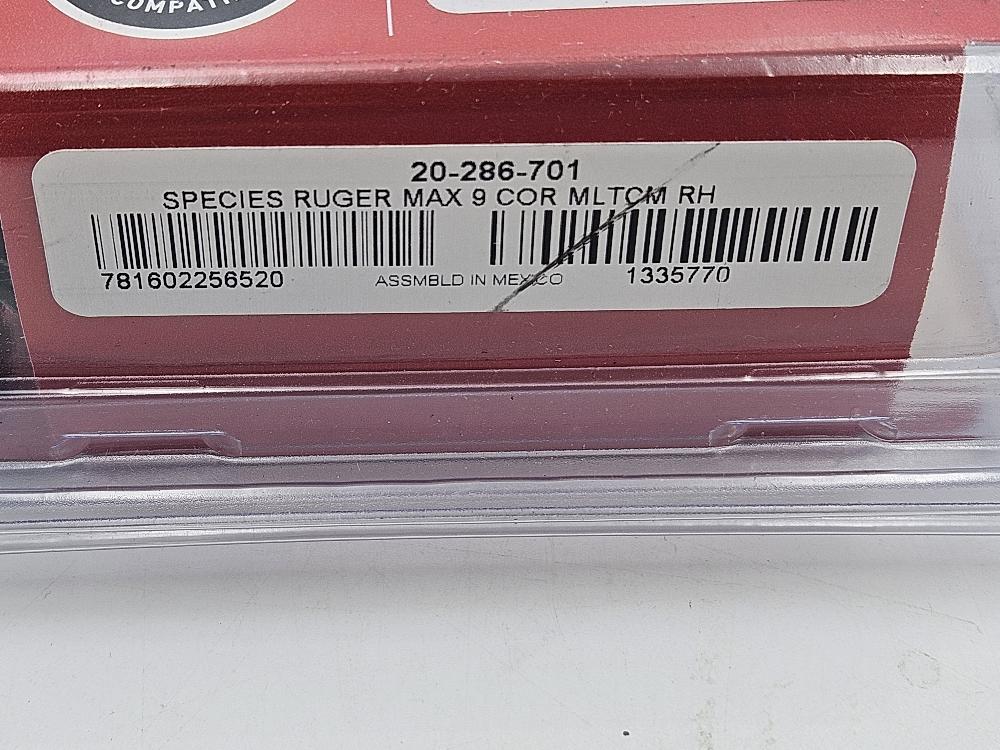 20-286-701
SPECIES RUGER MAX 9 COR MLTCM RH
781602256520
ASSMBLD IN MEXICO
1335770